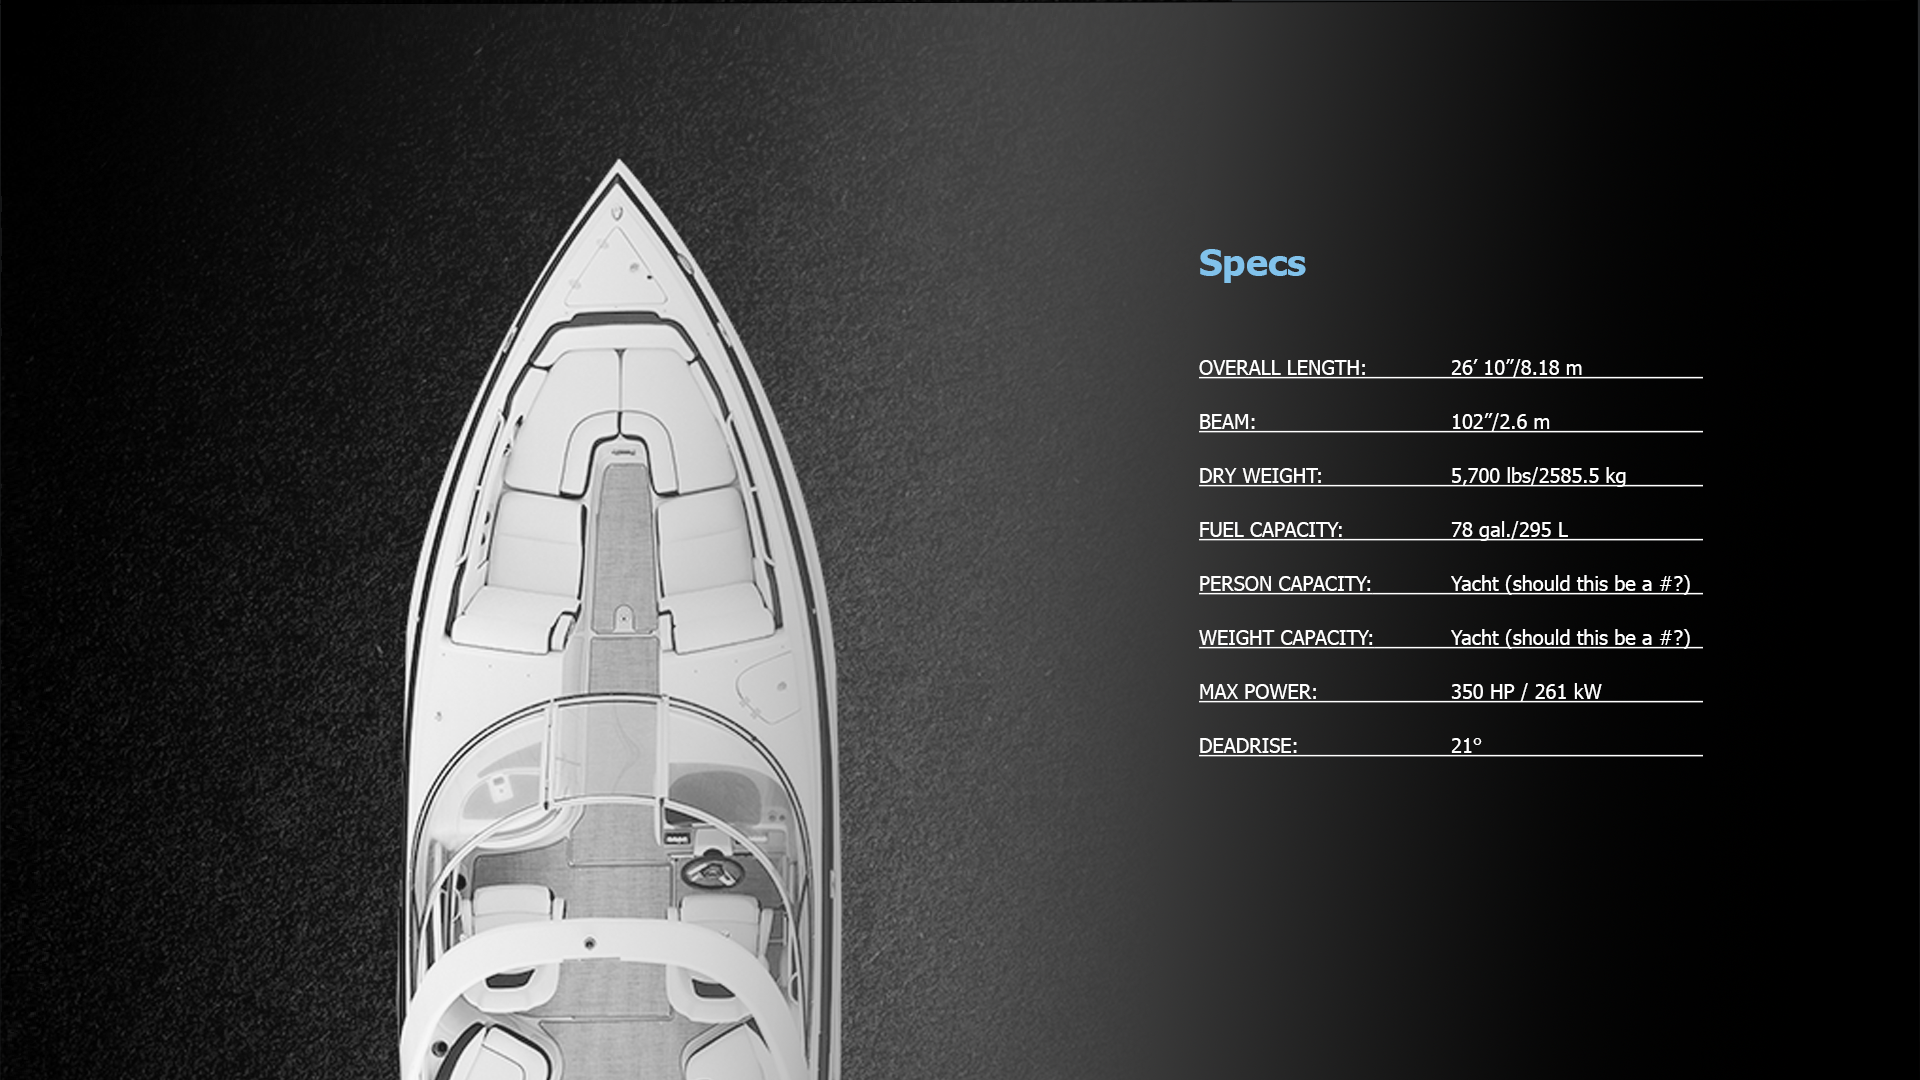 Specs
OVERALL LENGTH: 26′ 10″/8.18 m
BEAM: 102″/2.6 m
DRY WEIGHT: 5,700 lbs/2585.5 kg
FUEL CAPACITY: 78 gal./295 L
PERSON CAPACITY: Yacht (should this be a #?)
WEIGHT CAPACITY: Yacht (should this be a #?)
MAX POWER: 350 HP / 261 kW
DEADRISE: 21°